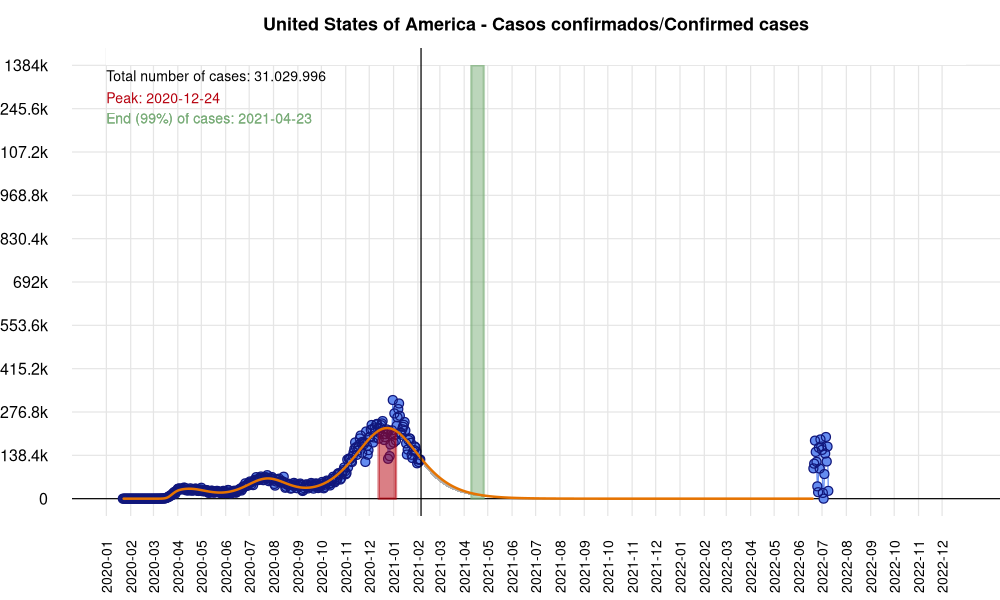 United States of America - Casos confirmados/Confirmed cases
Total number of cases: 31.029.996
Peak: 2020-12-24
End (99%) of cases: 2021-04-23
1384k
245.6k
107.2k
968.8k
830.4k
692k
553.6k
415.2k
276.8k
138.4k
0
2020-01
2020-02
2020-03
2020-04
2020-05
2020-06
2020-07
2020-08
2020-09
2020-10
2020-11
2020-12
2021-01
2021-02
2021-03
2021-04
2021-05
2021-06
2021-07
2021-08
2021-09
2021-10
2021-11
2021-12
2022-01
2022-02
2022-03
2022-04
2022-05
2022-06
2022-07
2022-08
2022-09
2022-10
2022-11
2022-12